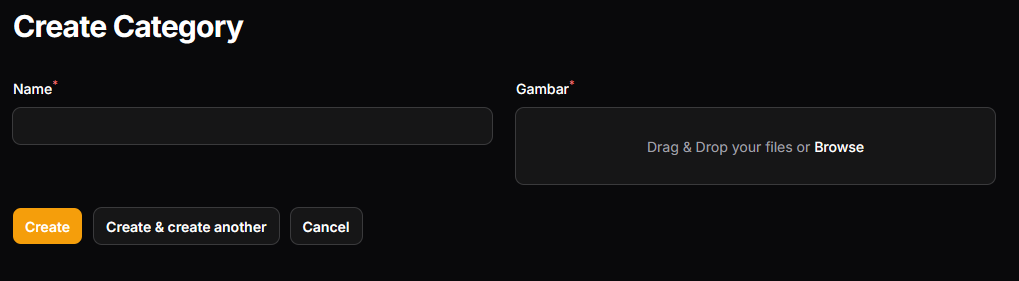 Create Category
Name*
Gambar*
Drag & Drop your files or Browse
Create
Create & create another
Cancel